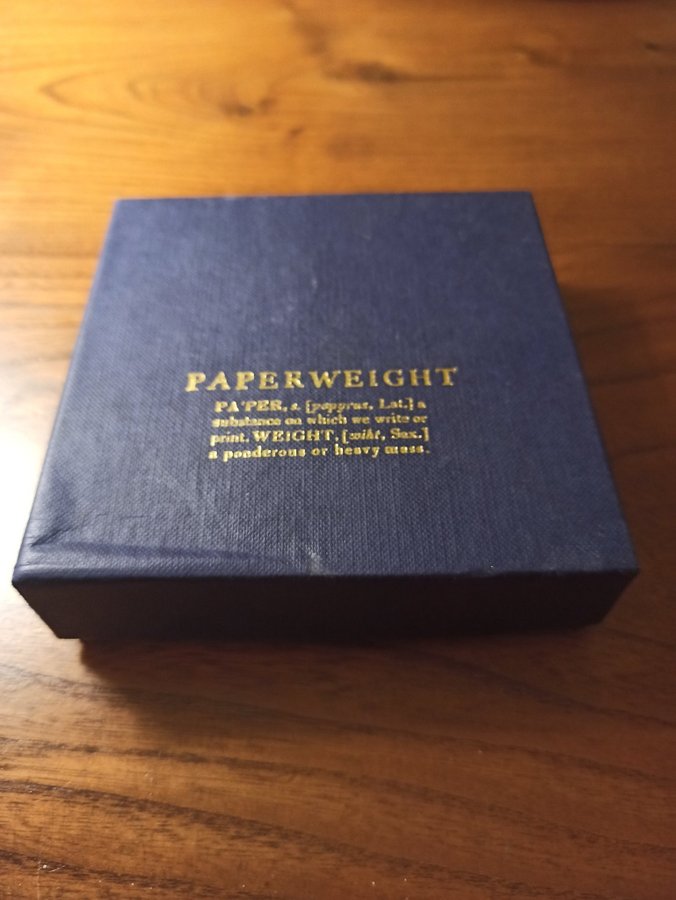 PAPERWEIGHT
PA'PER, s. [papyrus, Lat.] a
substance on which we write or
print. WEIGHT, [wiht, Sax.]
a ponderous or heavy mass.